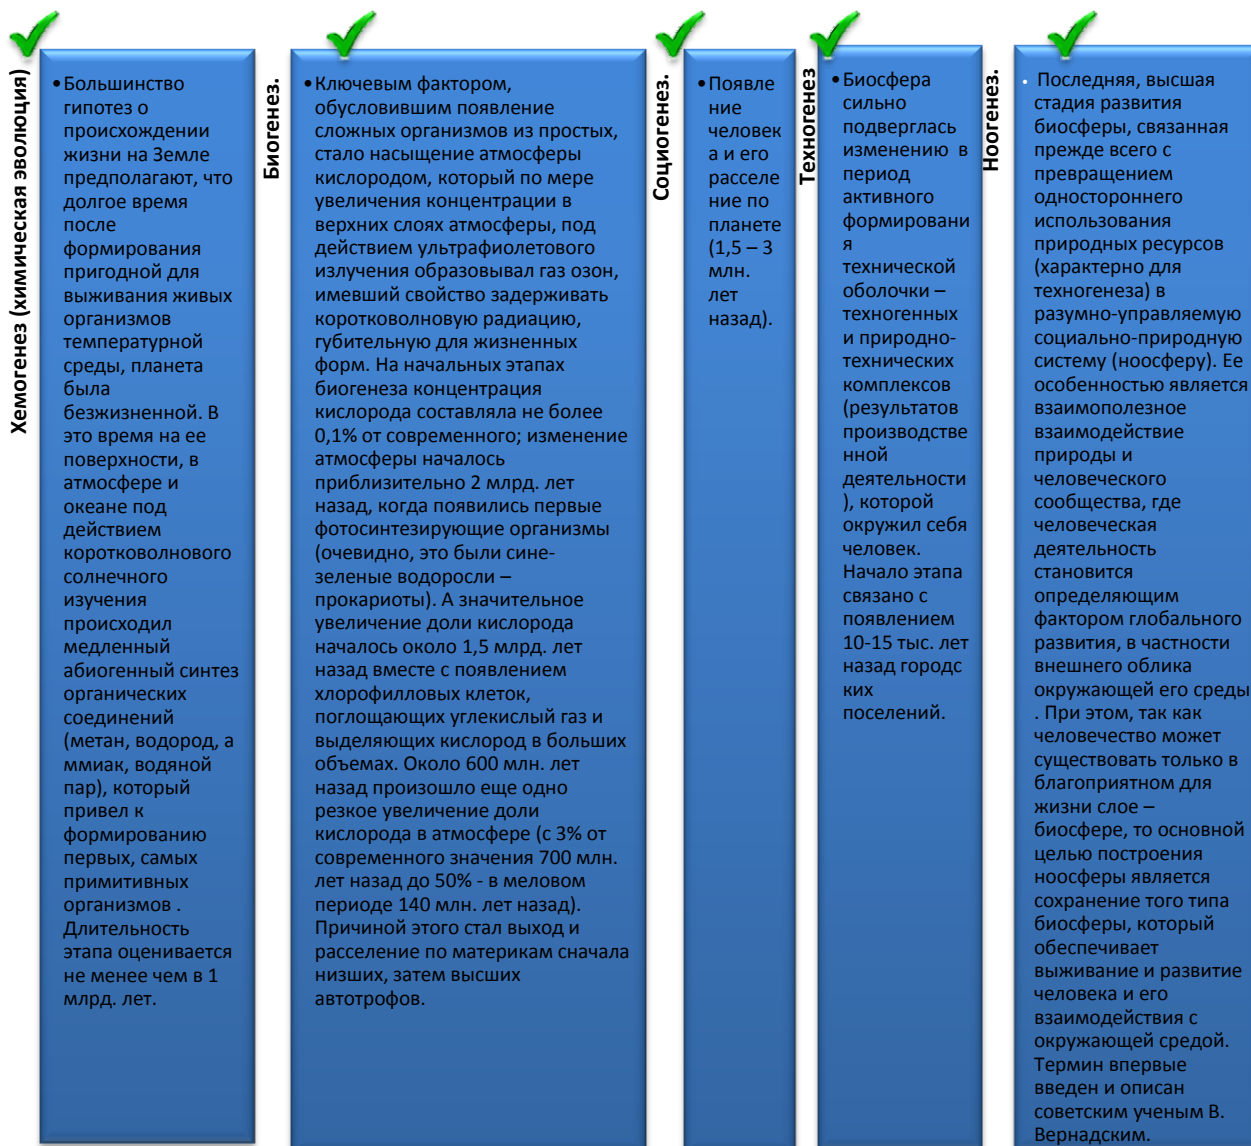 Хемогенез (химическая эволюция)
•Большинство
гипотез о
происхождении
жизни на Земле
предполагают, что
долгое время
после
формирования
пригодной для
выживания живых
организмов
температурной
среды, планета
была
безжизненной. В
это время на ее
поверхности, в
атмосфере и
океане под
действием
коротковолнового
солнечного
изучения
происходил
медленный
абиогенный синтез
органических
соединений
(метан, водород, а
ммиак, водяной
пар), который
привел к
формированию
первых, самых
примитивных
организмов .
Длительность
этапа оценивается
не менее чем в 1
млрд. лет.
Биогенез.
•Ключевым фактором,
обусловившим появление
сложных организмов из простых,
стало насыщение атмосферы
кислородом, который по мере
увеличения концентрации в
верхних слоях атмосферы, под
действием ультрафиолетового
излучения образовывал газ озон,
имевший свойство задерживать
коротковолновую радиацию,
губительную для жизненных
форм. На начальных этапах
биогенеза концентрация
кислорода составляла не более
0,1% от современного; изменение
атмосферы началось
приблизительно 2 млрд. лет
назад, когда появились первые
фотосинтезирующие организмы
(очевидно, это были сине-
зеленые водоросли –
прокариоты). А значительное
увеличение доли кислорода
началось около 1,5 млрд. лет
назад вместе с появлением
хлорофилловых клеток,
поглощающих углекислый газ и
выделяющих кислород в больших
объемах. Около 600 млн. лет
назад произошло еще одно
резкое увеличение доли
кислорода в атмосфере (с 3% от
современного значения 700 млн.
лет назад до 50% - в меловом
периоде 140 млн. лет назад).
Причиной этого стал выход и
расселение по материкам сначала
низших, затем высших
автотрофов.
Социогенез.
•Появле
ние
человек
а и его
расселе
ние по
планете
(1,5 – 3
млн.
лет
назад).
Техногенез
•Биосфера
сильно
подверглась
изменению в
период
активного
формировани
я
технической
оболочки –
техногенных
и природно-
технических
комплексов
(результатов
производстве
нной
деятельности
), которой
окружил себя
человек.
Начало этапа
связано с
появлением
10-15 тыс. лет
назад городс
ких
поселений.
Ноогенез.
. Последняя, высшая
стадия развития
биосферы, связанная
прежде всего с
превращением
одностороннего
использования
природных ресурсов
(характерно для
техногенеза) в
разумно-управляемую
социально-природную
систему (ноосферу). Ее
особенностью является
взаимополезное
взаимодействие
природы и
человеческого
сообщества, где
человеческая
деятельность
становится
определяющим
фактором глобального
развития, в частности
внешнего облика
окружающей его среды
. При этом, так как
человечество может
существовать только в
благоприятном для
жизни слое –
биосфере, то основной
целью построения
ноосферы является
сохранение того типа
биосферы, который
обеспечивает
выживание и развитие
человека и его
взаимодействия с
окружающей средой.
Термин впервые
введен и описан
советским ученым В.
Вернадским.